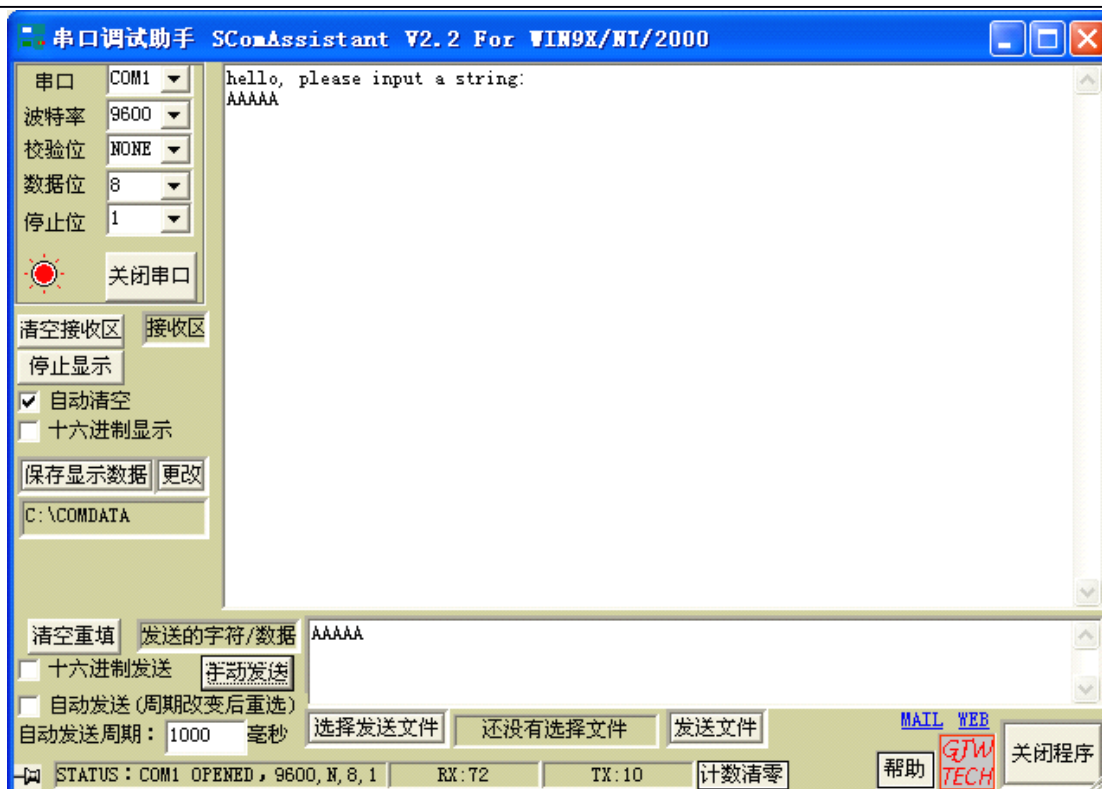 串口调试助手 SComAssistant V2.2 For WIN9X/NT/2000
串口 COM1
波特率 9600
校验位 NONE
数据位 8
停止位 1
关闭串口
清空接收区 接收区
停止显示
自动清空
十六进制显示
保存显示数据 更改
C:\COMDATA
hello, please input a string:
AAAAA
清空重填 发送的字符/数据 AAAAA
十六进制发送 手动发送
自动发送(周期改变后重选)
自动发送周期: 1000 毫秒 选择发送文件 还没有选择文件 发送文件
MAIL WEB
STATUS:COM1 OPENED,9600,N,8,1 RX:72 TX:10 计数清零 帮助
GJW
TECH
关闭程序